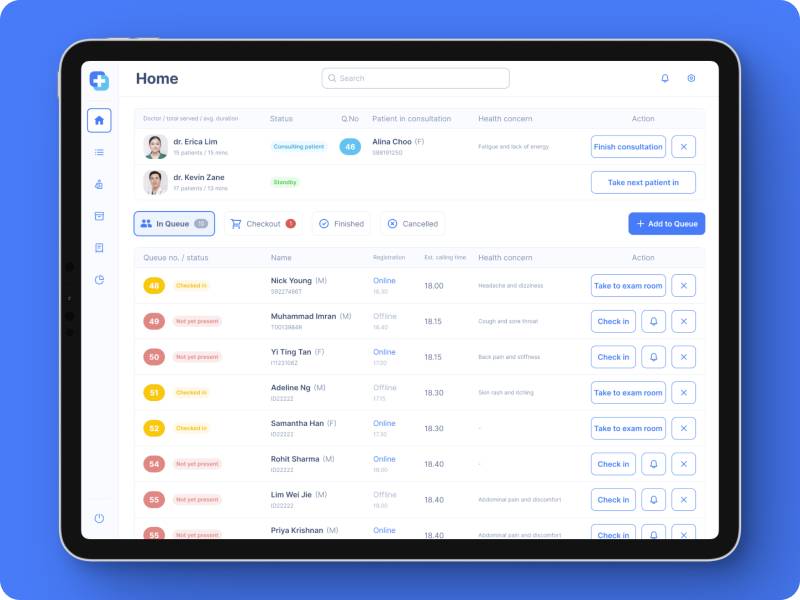 Home
Search
Doctor / total served / avg. duration Status Q.No Patient in consultation Health concern Action
dr. Erica Lim
15 patients / 15 mins
Consulting patient
46
Alina Choo (F)
S8819125D
Fatigue and lack of energy
Finish consultation
dr. Kevin Zane
17 patients / 13 mins
Standby
Take next patient in
In Queue
Checkout 1
Finished
Cancelled
+ Add to Queue
Queue no. / status Name Registration Est. calling time Health concern Action
48 Checked in
Nick Young (M)
Online
16.30
18.00
Headache and dizziness
Take to exam room
49 Not yet present
Muhammad Imran (M)
Offline
16.40
18.15
Cough and sore throat
Check in
50 Not yet present
Yi Ting Tan (F)
Online
17.00
18.15
Back pain and stiffness
Check in
51 Checked in
Adeline Ng (M)
ID22222
Offline
17.15
18.30
Skin rash and itching
Take to exam room
52 Checked in
Samantha Han (F)
ID22222
Online
17.30
18.30
-
Take to exam room
54 Not yet present
Rohit Sharma (M)
ID22222
Online
18.00
18.40
-
Check in
55 Not yet present
Lim Wei Jie (M)
ID22222
Offline
18.00
18.40
Abdominal pain and discomfort
Check in
55 Not yet present
Priya Krishnan (M)
Online
18.40
Abdominal pain and discomfort
Check in